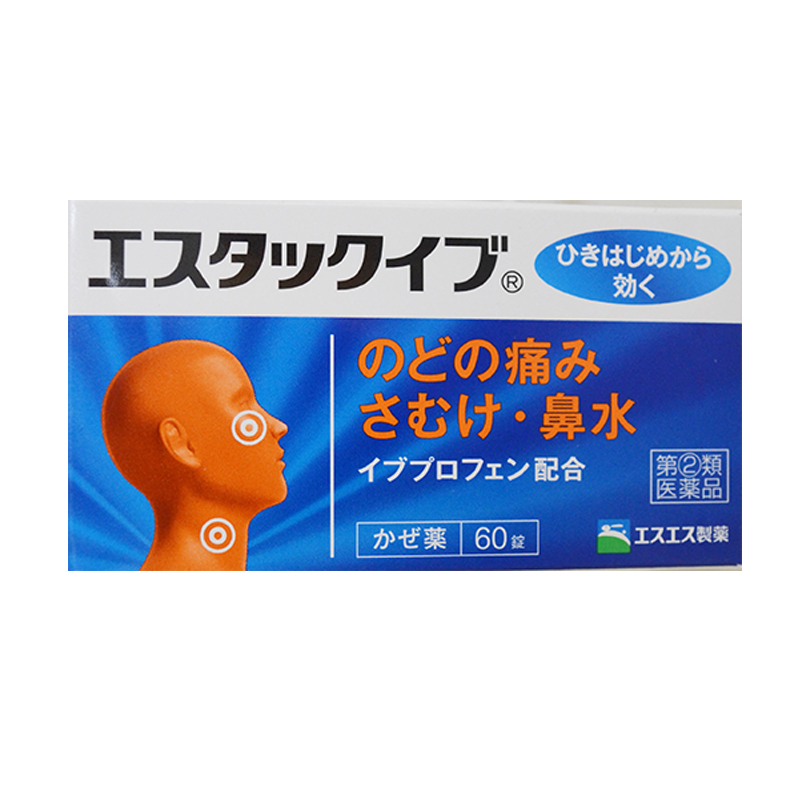 エスタックイブ®
ひきはじめから
効く
のどの痛み
さむけ・鼻水
イブプロフェン配合
第②類
医薬品
かぜ薬 60錠
エスエス製薬